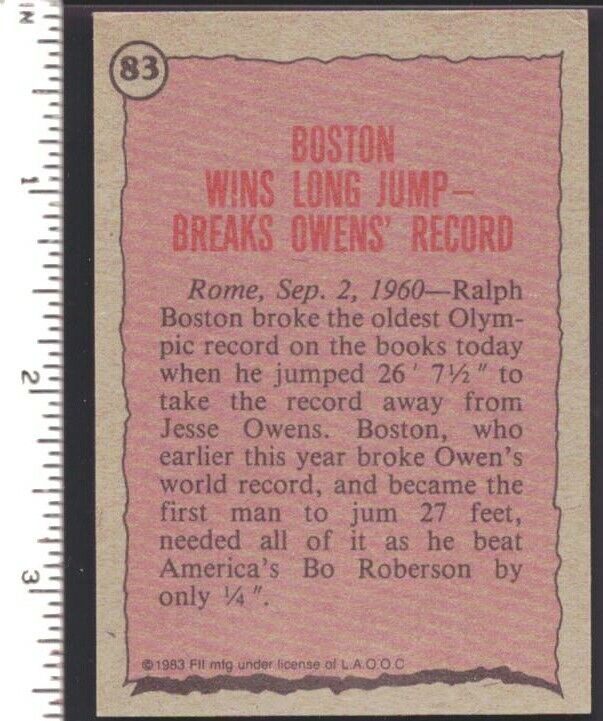 IN
1
2
3
83
BOSTON
WINS LONG JUMP–
BREAKS OWENS' RECORD
Rome, Sep. 2, 1960—Ralph
Boston broke the oldest Olym-
pic record on the books today
when he jumped 26' 7½" to
take the record away from
Jesse Owens. Boston, who
earlier this year broke Owen's
world record, and became the
first man to jum 27 feet,
needed all of it as he beat
America's Bo Roberson by
only ¼".
©1983 FII mfg under license of L.A.O.O.C